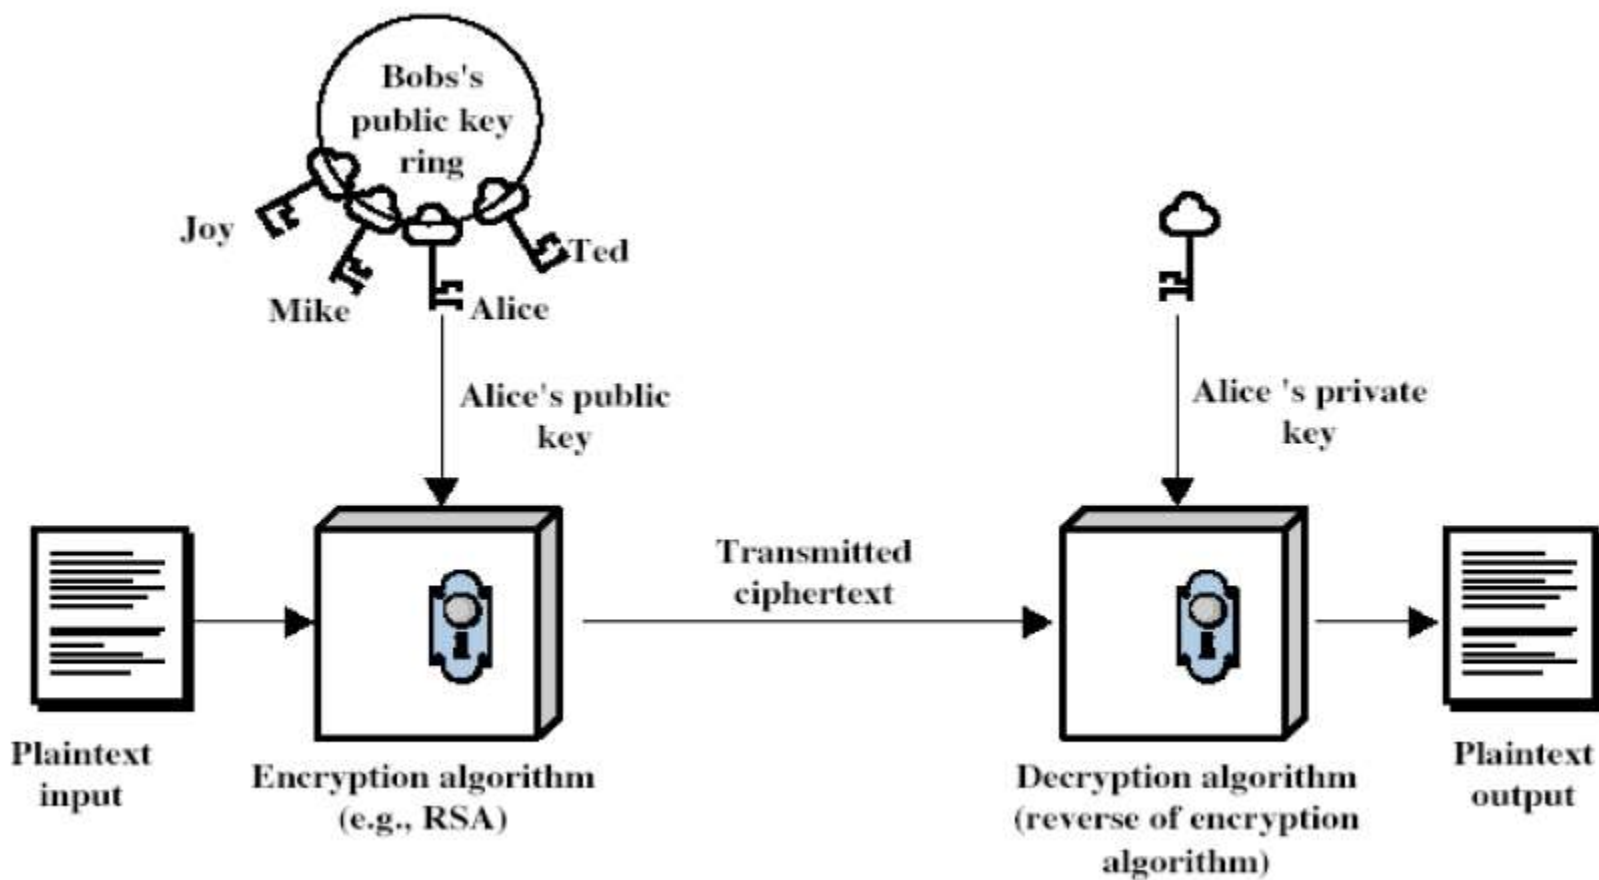 Bobs's
public key
ring
Joy
Ted
Mike
Alice
Alice's public
key
Alice 's private
key
Transmitted
ciphertext
Plaintext
input
Encryption algorithm
(e.g., RSA)
Decryption algorithm
(reverse of encryption
algorithm)
Plaintext
output